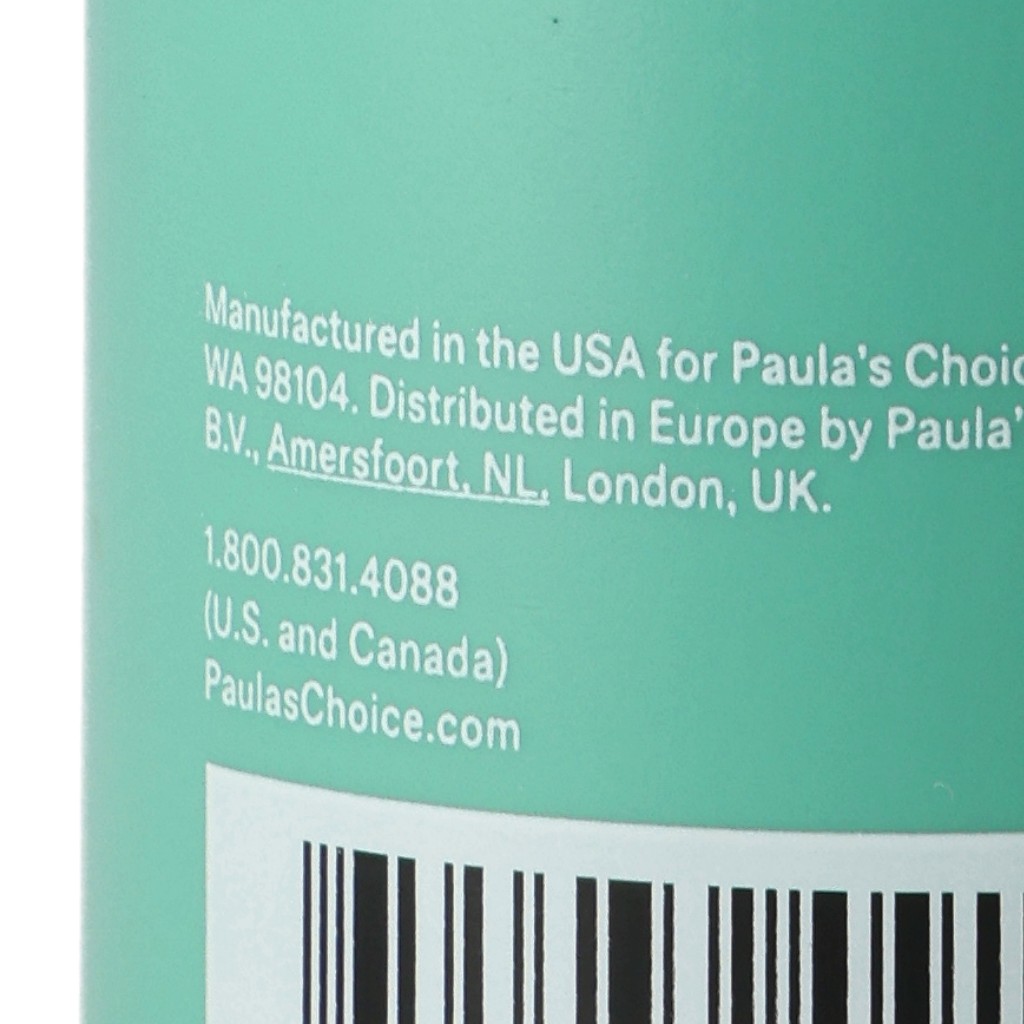 Manufactured in the USA for Paula's Choic
WA 98104. Distributed in Europe by Paula'
B.V., Amersfoort, NL, London, UK.
1.800.831.4088
(U.S. and Canada)
PaulasChoice.com